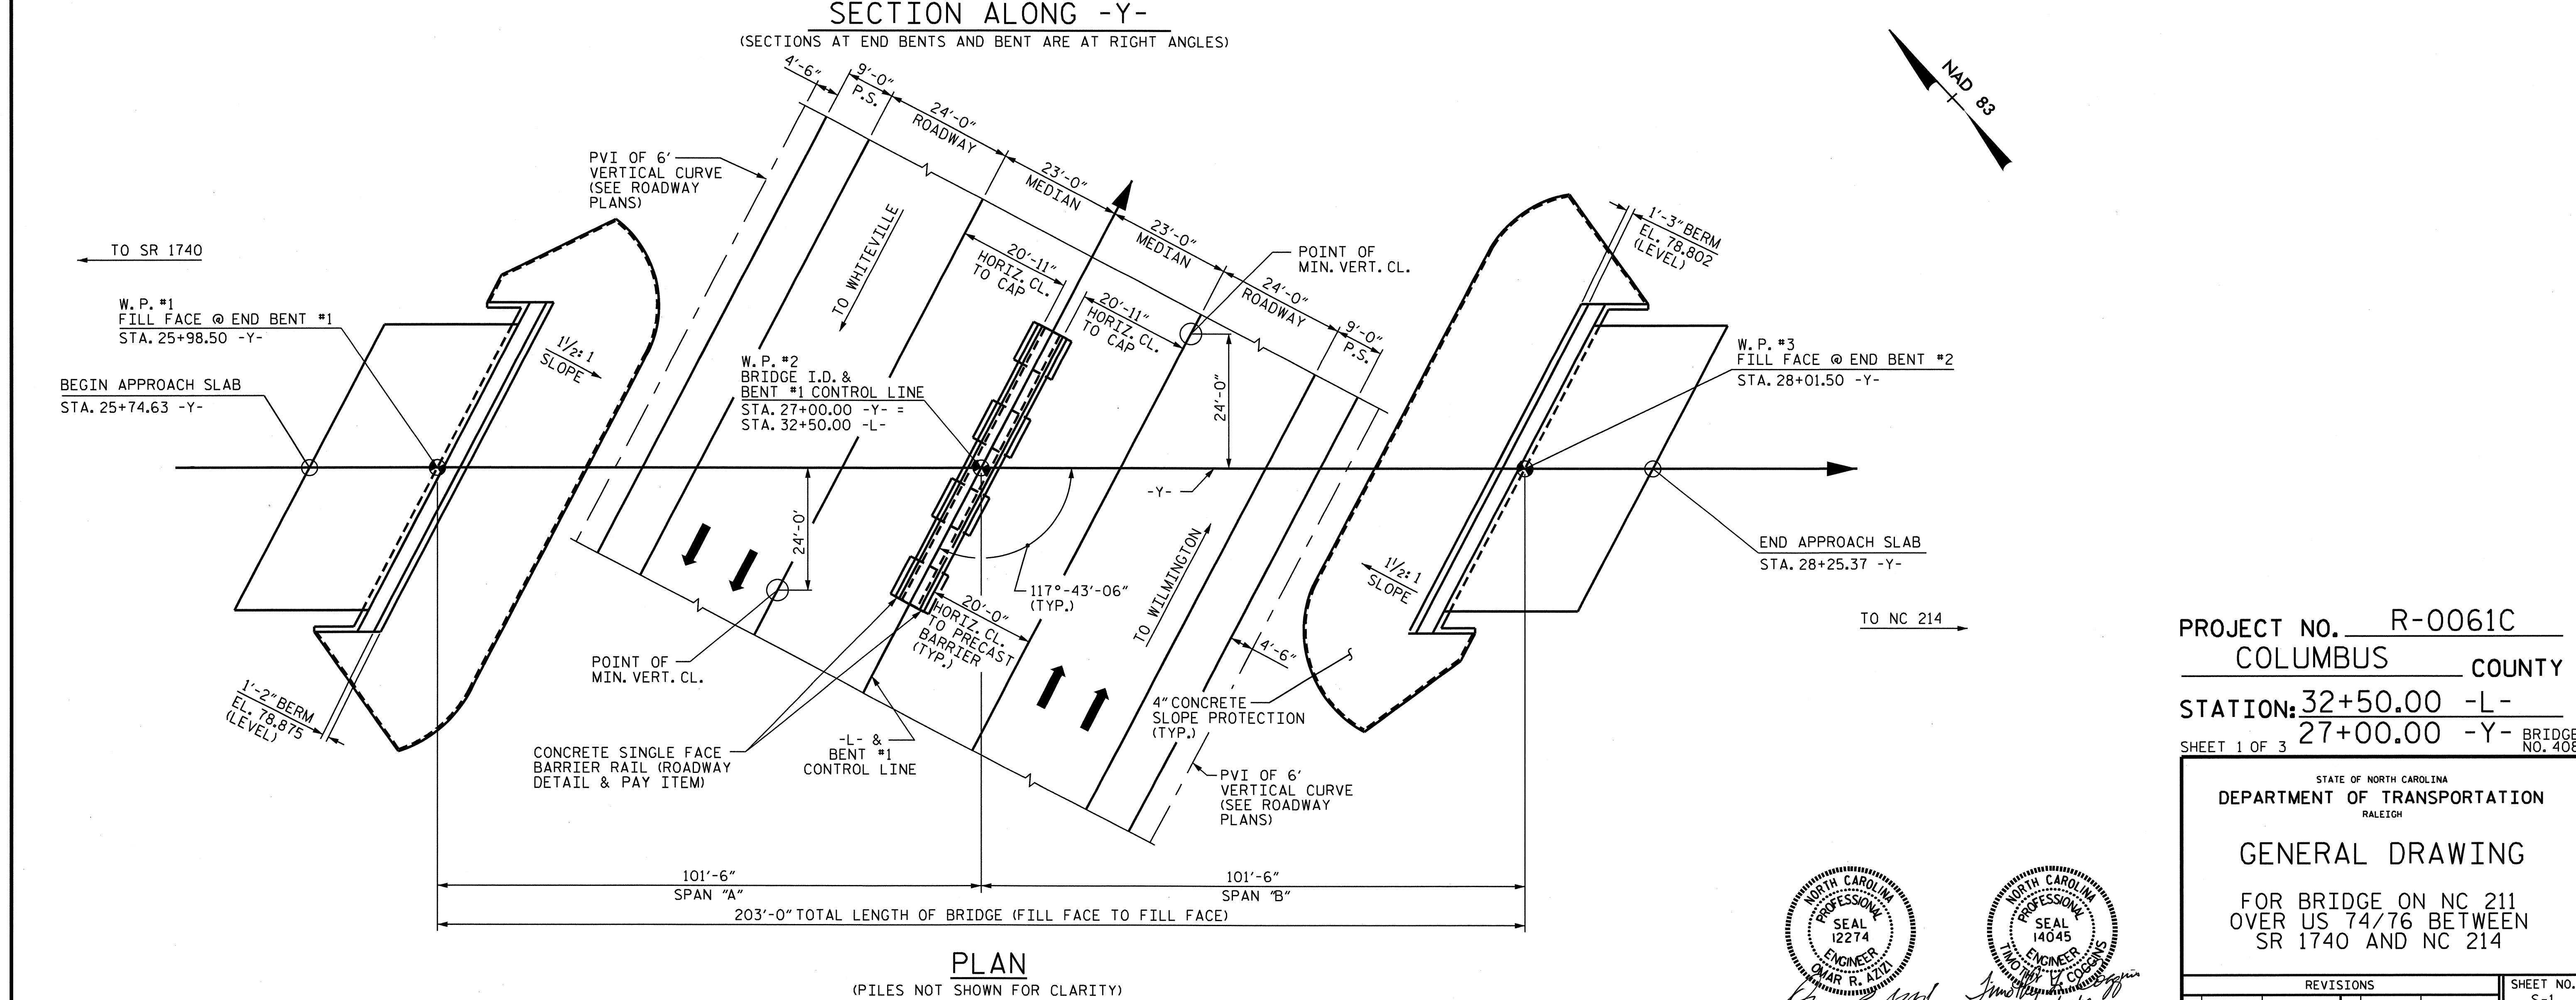 SECTION ALONG -Y-
(SECTIONS AT END BENTS AND BENT ARE AT RIGHT ANGLES)
4'-6"
9'-0"
P.S.
24'-0"
ROADWAY
23'-0"
MEDIAN
23'-0"
MEDIAN
24'-0"
ROADWAY
9'-0"
P.S.
NAD 83
PVI OF 6'
VERTICAL CURVE
(SEE ROADWAY
PLANS)
TO WHITEVILLE
20'-11"
HORIZ. CL.
TO CAP
20'-11"
HORIZ. CL.
TO CAP
POINT OF
MIN. VERT. CL.
1'-3" BERM
EL. 78.802
(LEVEL)
TO SR 1740
W.P. #1
FILL FACE @ END BENT #1
STA. 25+98.50 -Y-
1 1/2:1
SLOPE
BEGIN APPROACH SLAB
STA. 25+74.63 -Y-
W.P. #2
BRIDGE I.D. &
BENT #1 CONTROL LINE
STA. 27+00.00 -Y- =
STA. 32+50.00 -L-
24'-0"
W.P. #3
FILL FACE @ END BENT #2
STA. 28+01.50 -Y-
-Y-
24'-0'
117°-43'-06"
(TYP.)
TO WILMINGTON
1 1/2:1
SLOPE
END APPROACH SLAB
STA. 28+25.37 -Y-
TO NC 214
20'-0"
HORIZ. CL.
TO PRECAST
BARRIER
(TYP.)
4'-6"
POINT OF
MIN. VERT. CL.
1'-2" BERM
EL. 78.875
(LEVEL)
4" CONCRETE
SLOPE PROTECTION
(TYP.)
CONCRETE SINGLE FACE
BARRIER RAIL (ROADWAY
DETAIL & PAY ITEM)
-L- &
BENT #1
CONTROL LINE
PVI OF 6'
VERTICAL CURVE
(SEE ROADWAY
PLANS)
101'-6"
SPAN "A"
101'-6"
SPAN "B"
203'-0" TOTAL LENGTH OF BRIDGE (FILL FACE TO FILL FACE)
PLAN
(PILES NOT SHOWN FOR CLARITY)
NORTH CAROLINA
PROFESSIONAL
SEAL
12274
ENGINEER
OMAR R. AZIZI
NORTH CAROLINA
PROFESSIONAL
SEAL
14045
ENGINEER
COGGINS
PROJECT NO. R-0061C
COLUMBUS COUNTY
STATION: 32+50.00 -L-
27+00.00 -Y-
SHEET 1 OF 3
BRIDGE
NO. 408
STATE OF NORTH CAROLINA
DEPARTMENT OF TRANSPORTATION
RALEIGH
GENERAL DRAWING
FOR BRIDGE ON NC 211
OVER US 74/76 BETWEEN
SR 1740 AND NC 214
REVISIONS
SHEET NO.